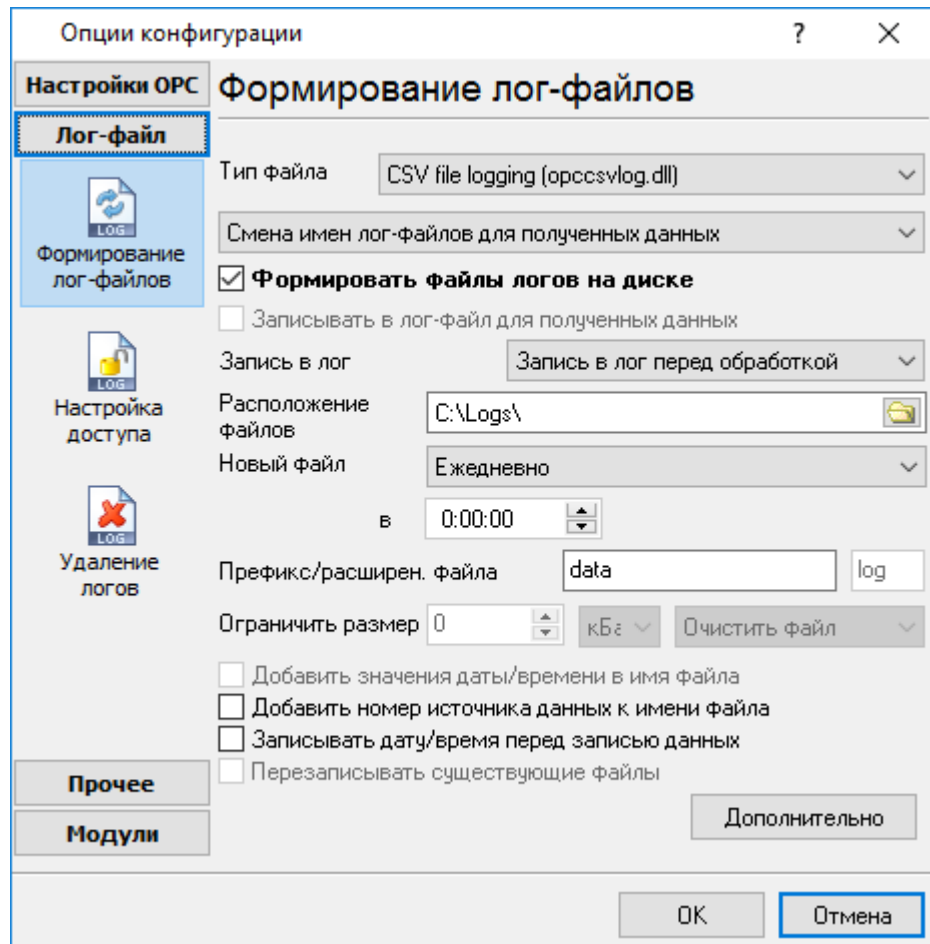 Опции конфигурации ?
Настройки OPC
Лог-файл
LOG
Формирование
лог-файлов
LOG
Настройка
доступа
LOG
Удаление
логов
Прочее
Модули
Формирование лог-файлов
Тип файла CSV file logging (opccsvlog.dll)
Смена имен лог-файлов для полученных данных
Формировать файлы логов на диске
Записывать в лог-файл для полученных данных
Запись в лог Запись в лог перед обработкой
Расположение
файлов C:\Logs\
Новый файл Ежедневно
в 0:00:00
Префикс/расширен. файла data log
Ограничить размер 0 кБа Очистить файл
Добавить значения даты/времени в имя файла
Добавить номер источника данных к имени файла
Записывать дату/время перед записью данных
Перезаписывать существующие файлы
Дополнительно
OK Отмена